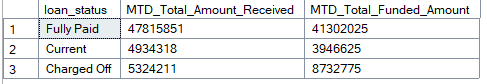 loan_status MTD_Total_Amount_Received MTD_Total_Funded_Amount
1 Fully Paid 47815851 41302025
2 Current 4934318 3946625
3 Charged Off 5324211 8732775